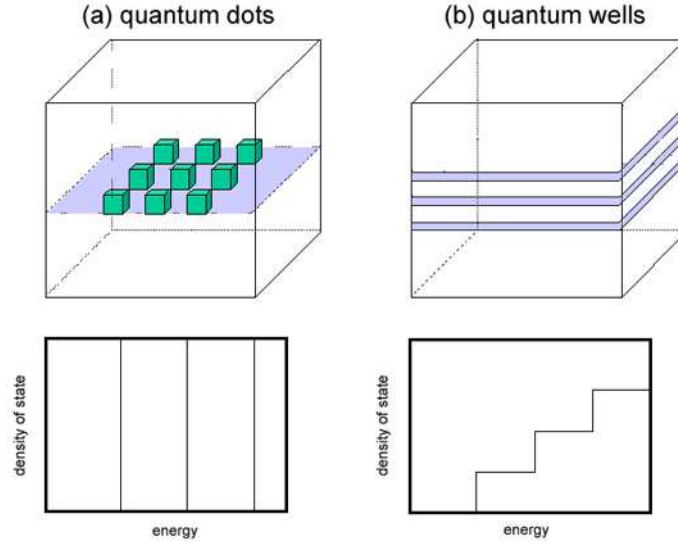 (a) quantum dots
(b) quantum wells
density of state
energy
density of state
energy